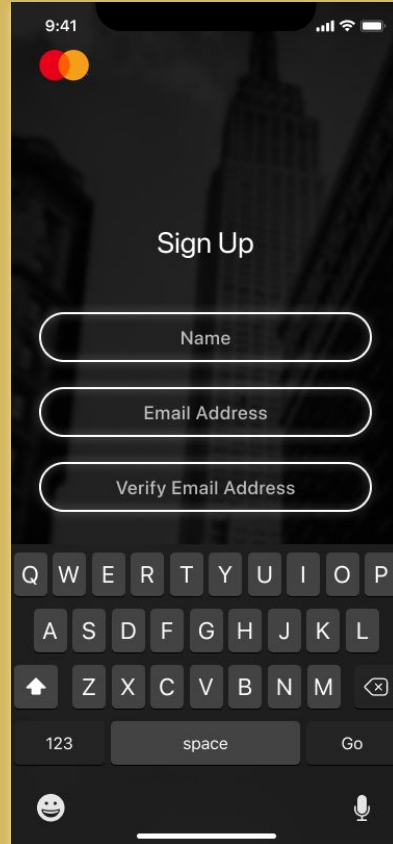 9:41
Sign Up
Name
Email Address
Verify Email Address
Q W E R T Y U I O P
A S D F G H J K L
Z X C V B N M
123 space Go